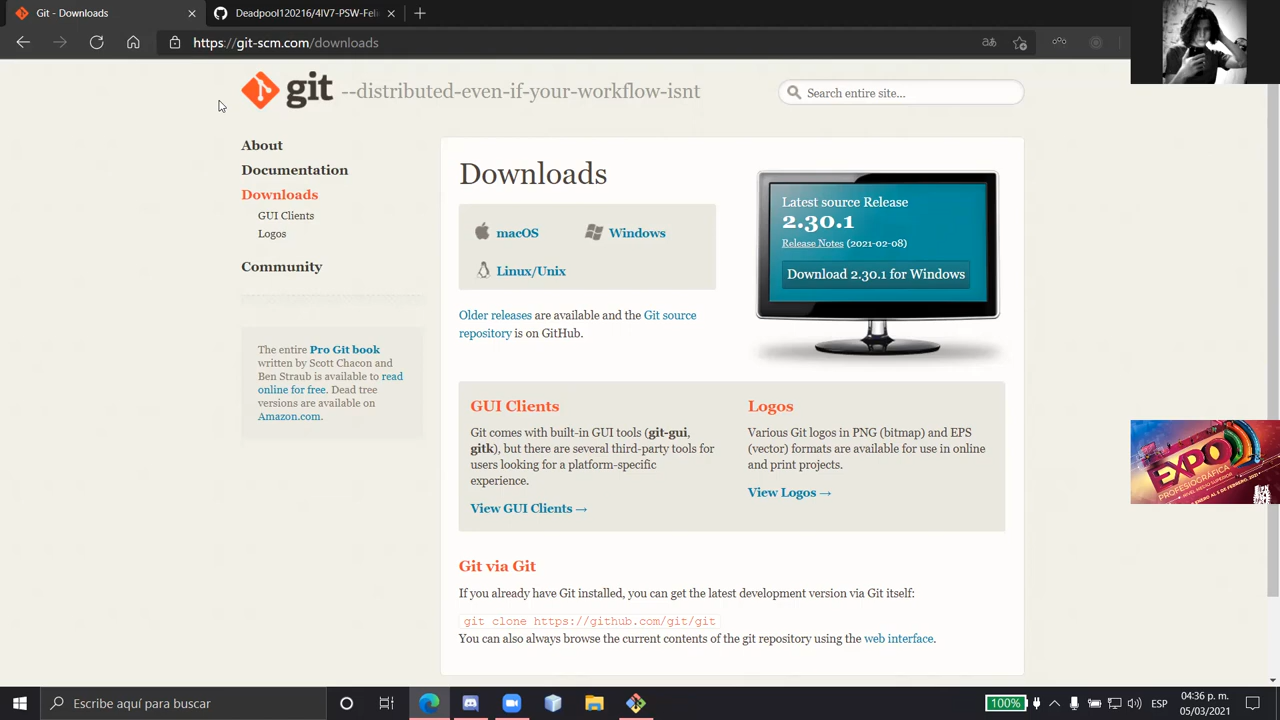 Git - Downloads
Deadpool120216/4IV7-PSW-Feli
https://git-scm.com/downloads
git --distributed-even-if-your-workflow-isnt
Search entire site...
About
Documentation
Downloads
GUI Clients
Logos
Community
The entire Pro Git book
written by Scott Chacon and
Ben Straub is available to read
online for free. Dead tree
versions are available on
Amazon.com.
Downloads
macOS
Windows
Linux/Unix
Older releases are available and the Git source
repository is on GitHub.
Latest source Release
2.30.1
Release Notes (2021-02-08)
Download 2.30.1 for Windows
GUI Clients
Git comes with built-in GUI tools (git-gui,
gitk), but there are several third-party tools for
users looking for a platform-specific
experience.
View GUI Clients →
Logos
Various Git logos in PNG (bitmap) and EPS
(vector) formats are available for use in online
and print projects.
View Logos →
Git via Git
If you already have Git installed, you can get the latest development version via Git itself:
git clone https://github.com/git/git
You can also always browse the current contents of the git repository using the web interface.
EXPO
PROFESIOGRÁFICA
NIVEL MEDIO SUPERIOR
Escribe aquí para buscar
100%
ESP
04:36 p. m.
05/03/2021